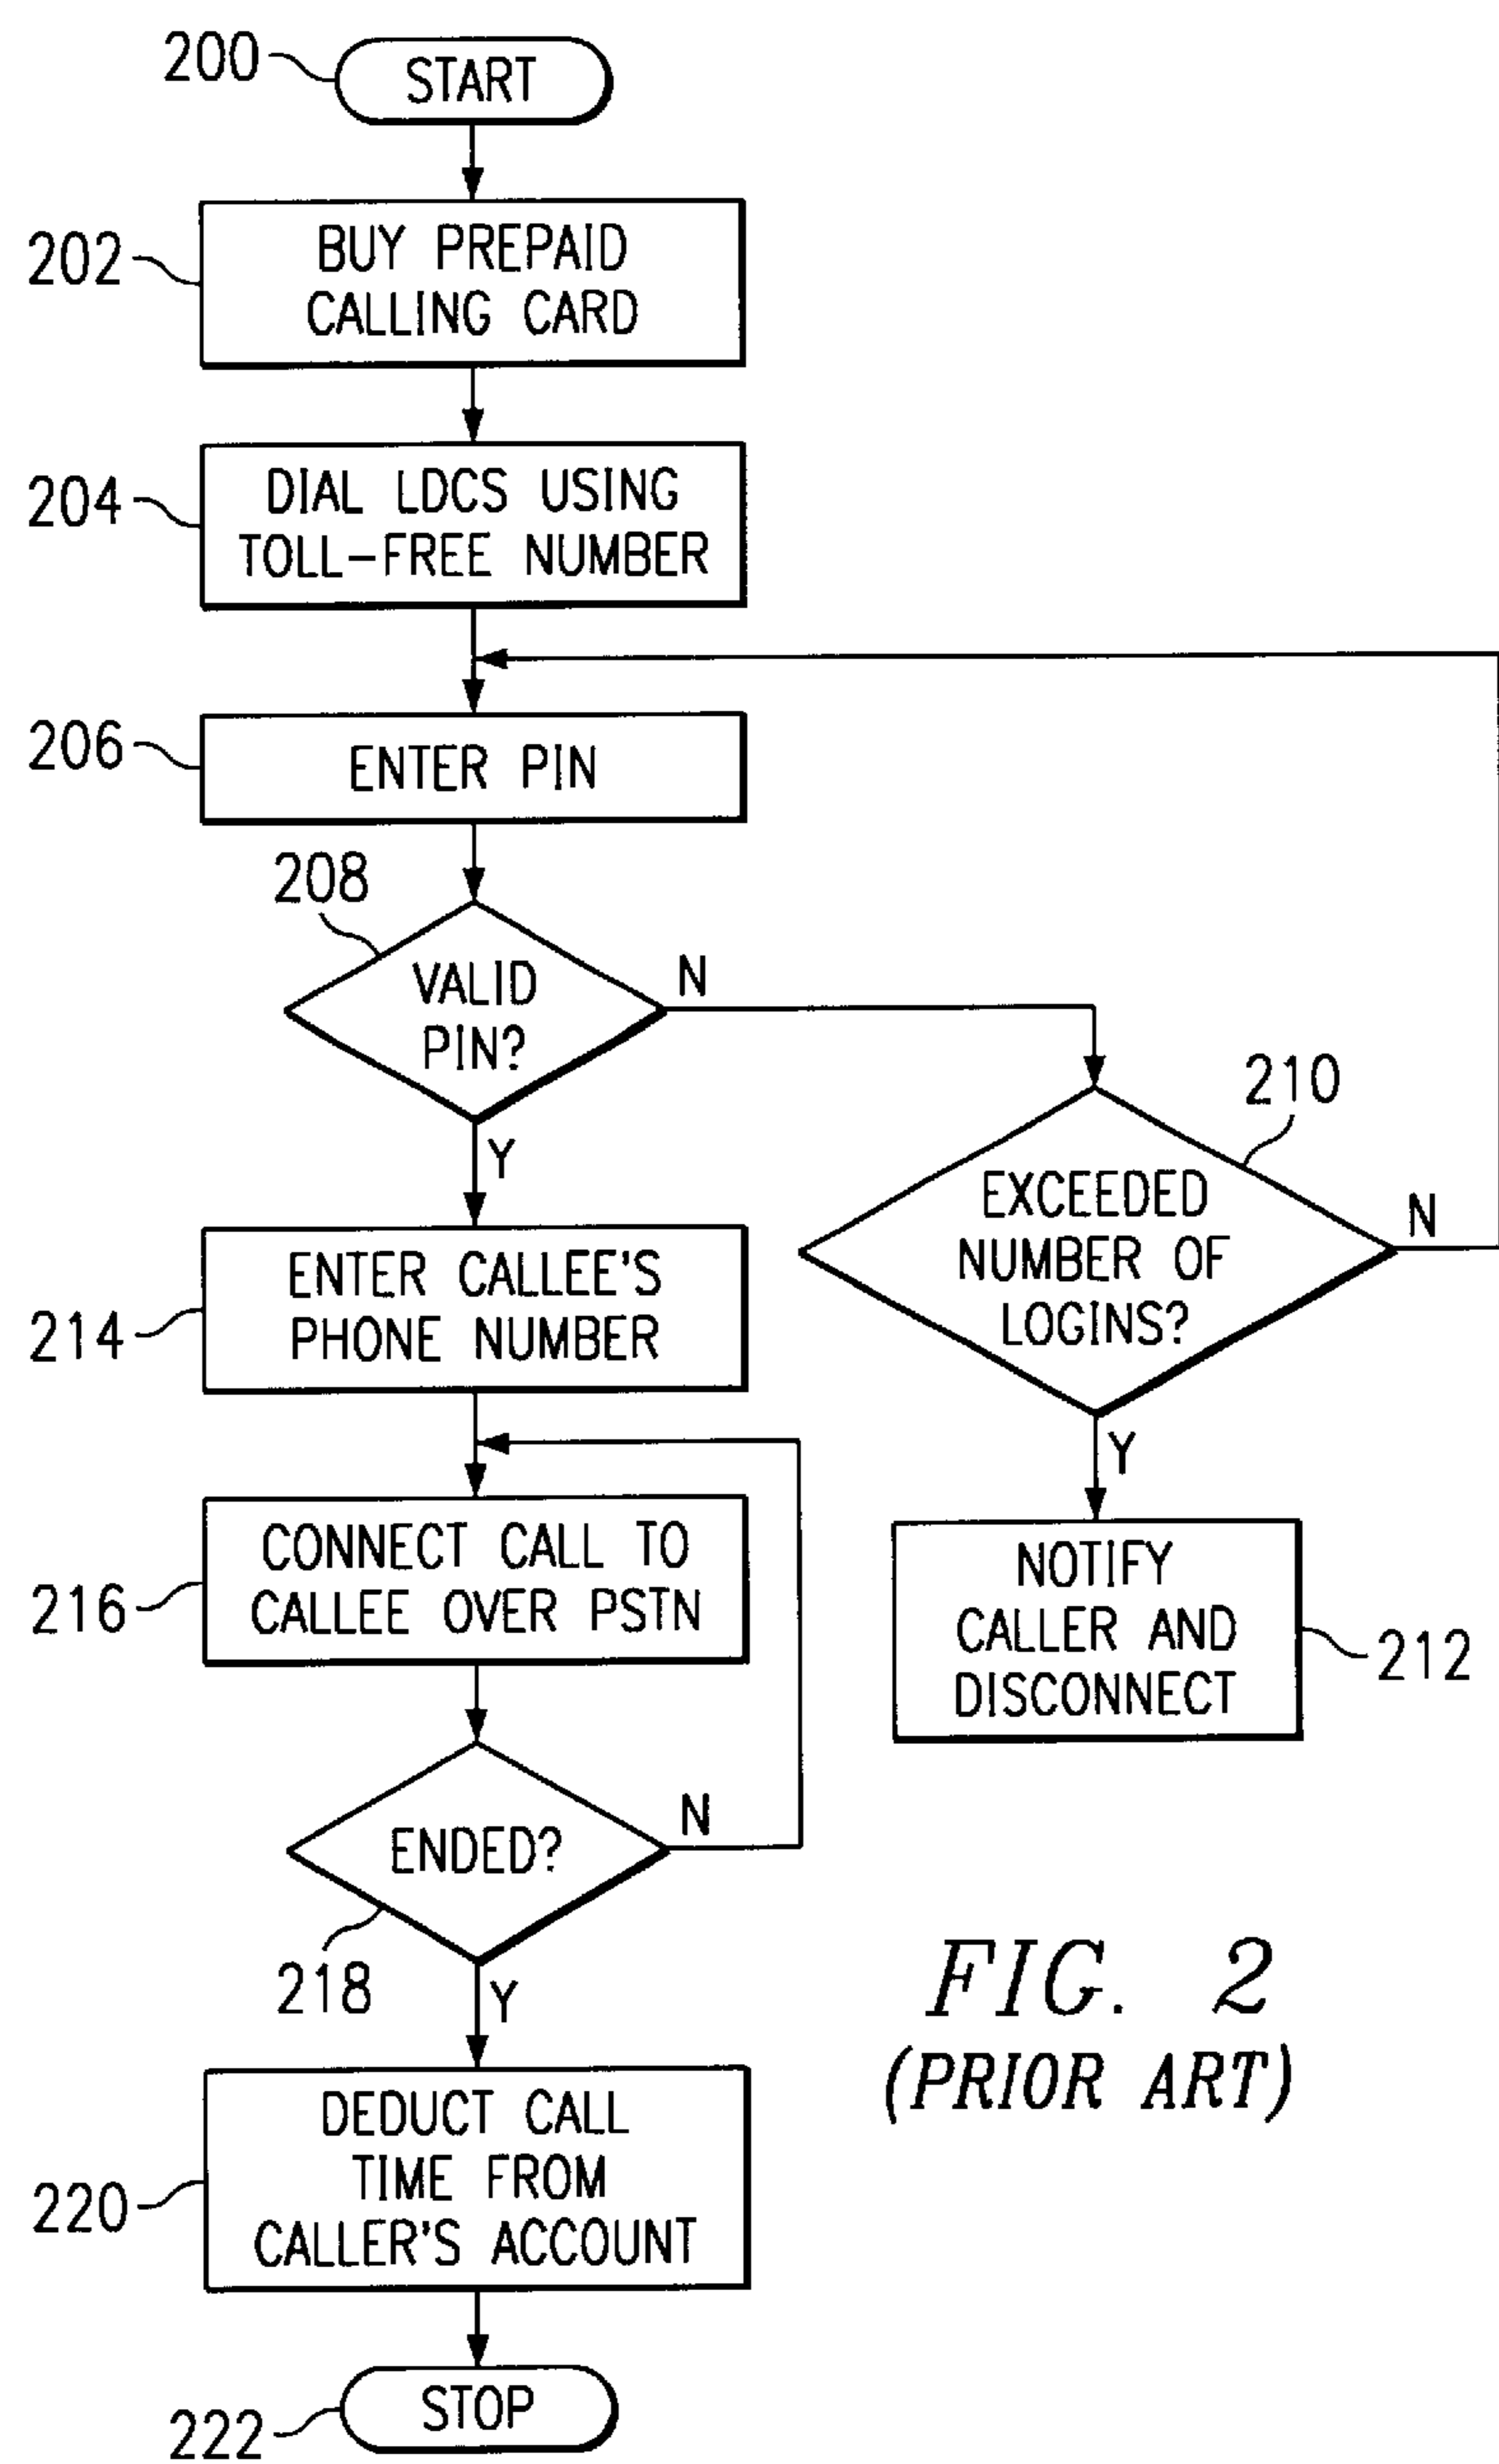 200
START
202
BUY PREPAID
CALLING CARD
204
DIAL LDCS USING
TOLL-FREE NUMBER
206
ENTER PIN
208
VALID
PIN?
N
Y
210
EXCEEDED
NUMBER OF
LOGINS?
N
Y
214
ENTER CALLEE'S
PHONE NUMBER
216
CONNECT CALL TO
CALLEE OVER PSTN
NOTIFY
CALLER AND
DISCONNECT
212
ENDED?
N
218
Y
220
DEDUCT CALL
TIME FROM
CALLER'S ACCOUNT
222
STOP
FIG. 2
(PRIOR ART)